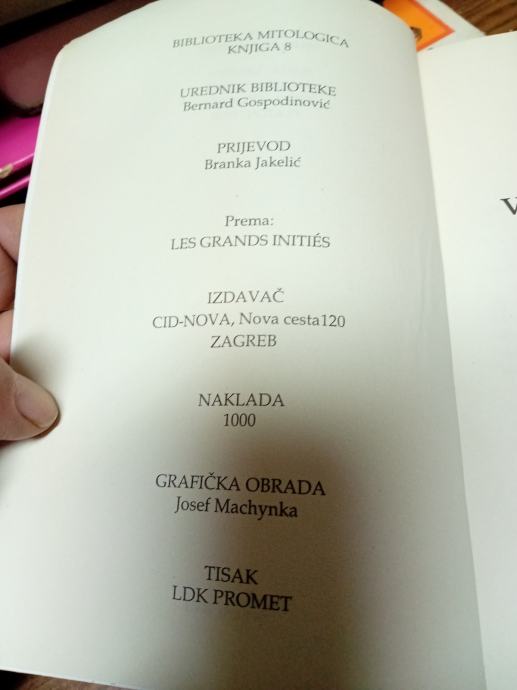 BIBLIOTEKA MITOLOGICA
KNJIGA 8
UREDNIK BIBLIOTEKE
Bernard Gospodinović
PRIJEVOD
Branka Jakelić
Prema:
LES GRANDS INITIÉS
IZDAVAČ
CID-NOVA, Nova cesta120
ZAGREB
NAKLADA
1000
GRAFIČKA OBRADA
Josef Machynka
TISAK
LDK PROMET